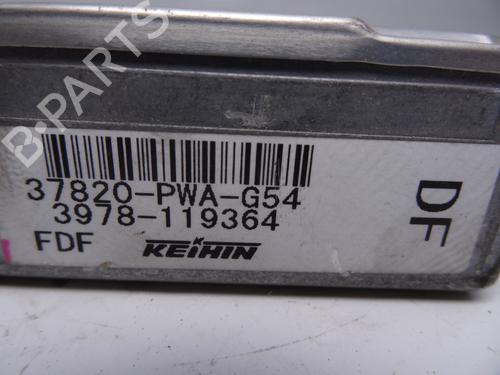 B-PARTS
37820-PWA-G54
3978-119364
FDF KEIHIN
DF